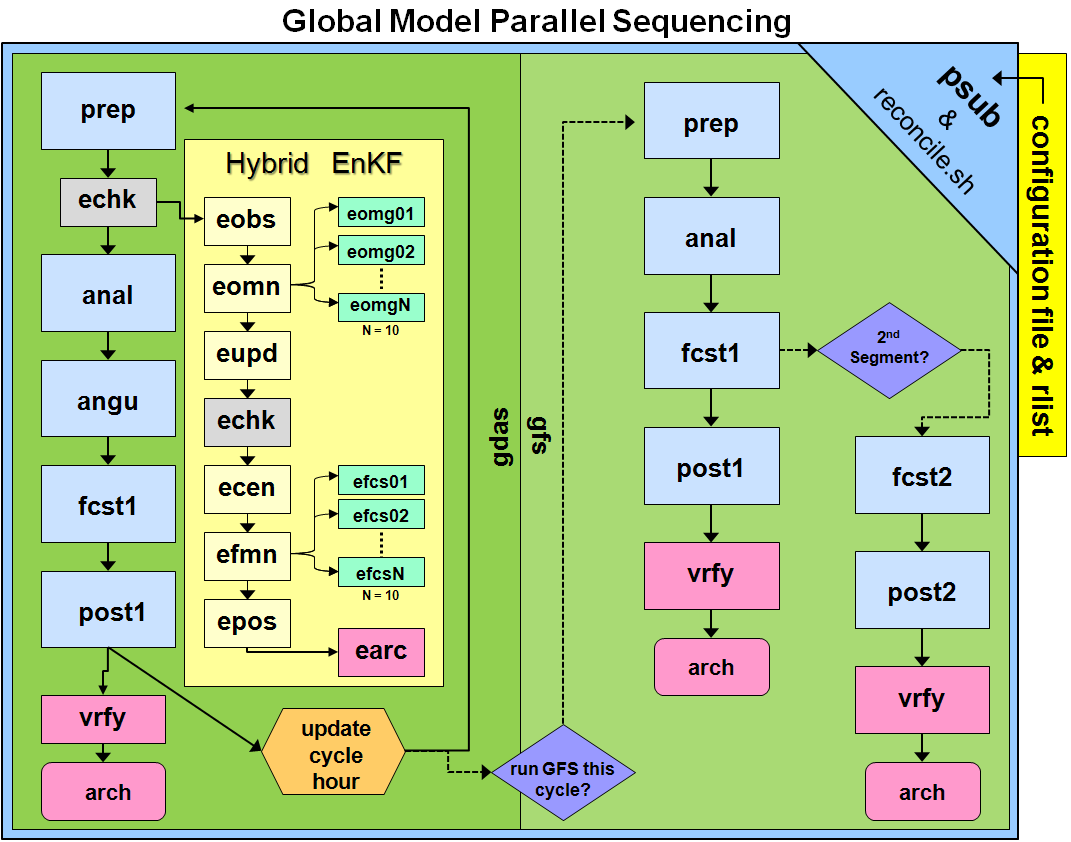 Global Model Parallel Sequencing
prep
echk
anal
angu
fcst1
post1
vrfy
arch
Hybrid EnKF
eobs
eomn
eupd
echk
ecen
efmn
epos
eomg01
eomg02
eomgN
N = 10
efcs01
efcs02
efcsN
N = 10
earc
update
cycle
hour
gdas
gfs
run GFS this
cycle?
prep
anal
fcst1
post1
vrfy
arch
2nd
Segment?
fcst2
post2
vrfy
arch
psub
&
reconcile.sh
configuration file & rlist